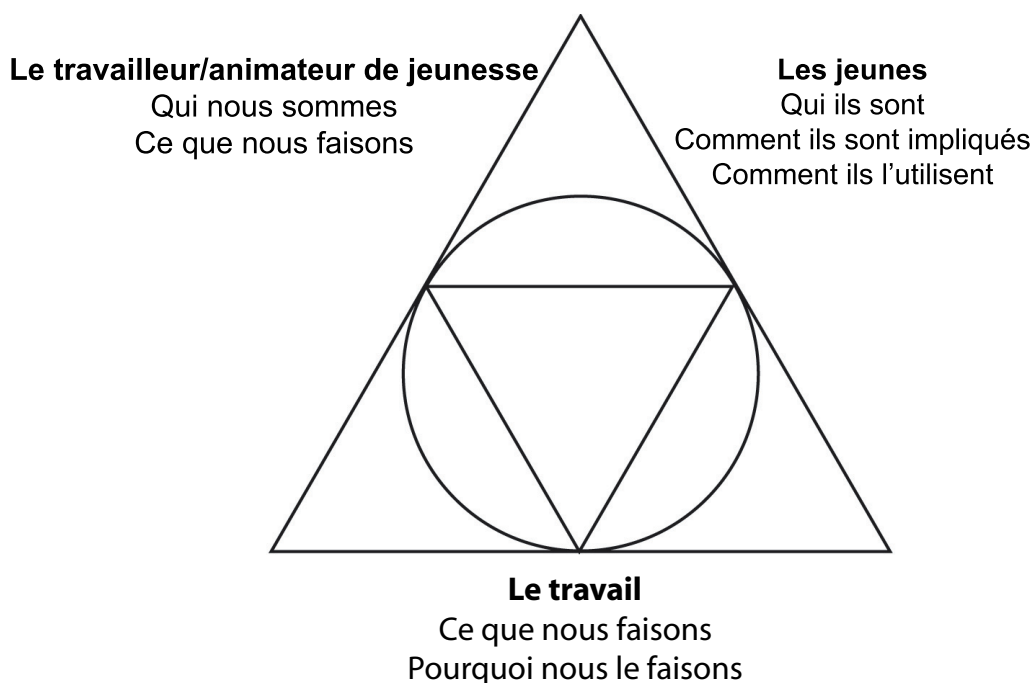 Le travailleur/animateur de jeunesse
Qui nous sommes
Ce que nous faisons
Les jeunes
Qui ils sont
Comment ils sont impliqués
Comment ils l’utilisent
Le travail
Ce que nous faisons
Pourquoi nous le faisons